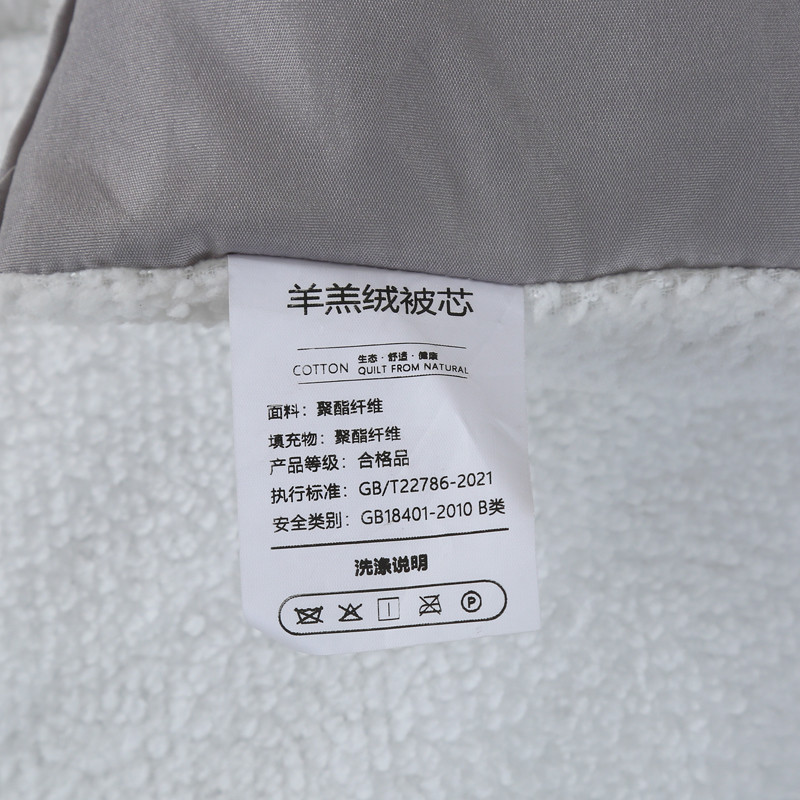 羊羔绒被芯
生态·舒适·健康
COTTON QUILT FROM NATURAL
面料：聚酯纤维
填充物：聚酯纤维
产品等级：合格品
执行标准：GB/T22786-2021
安全类别：GB18401-2010 B类
洗涤说明
P